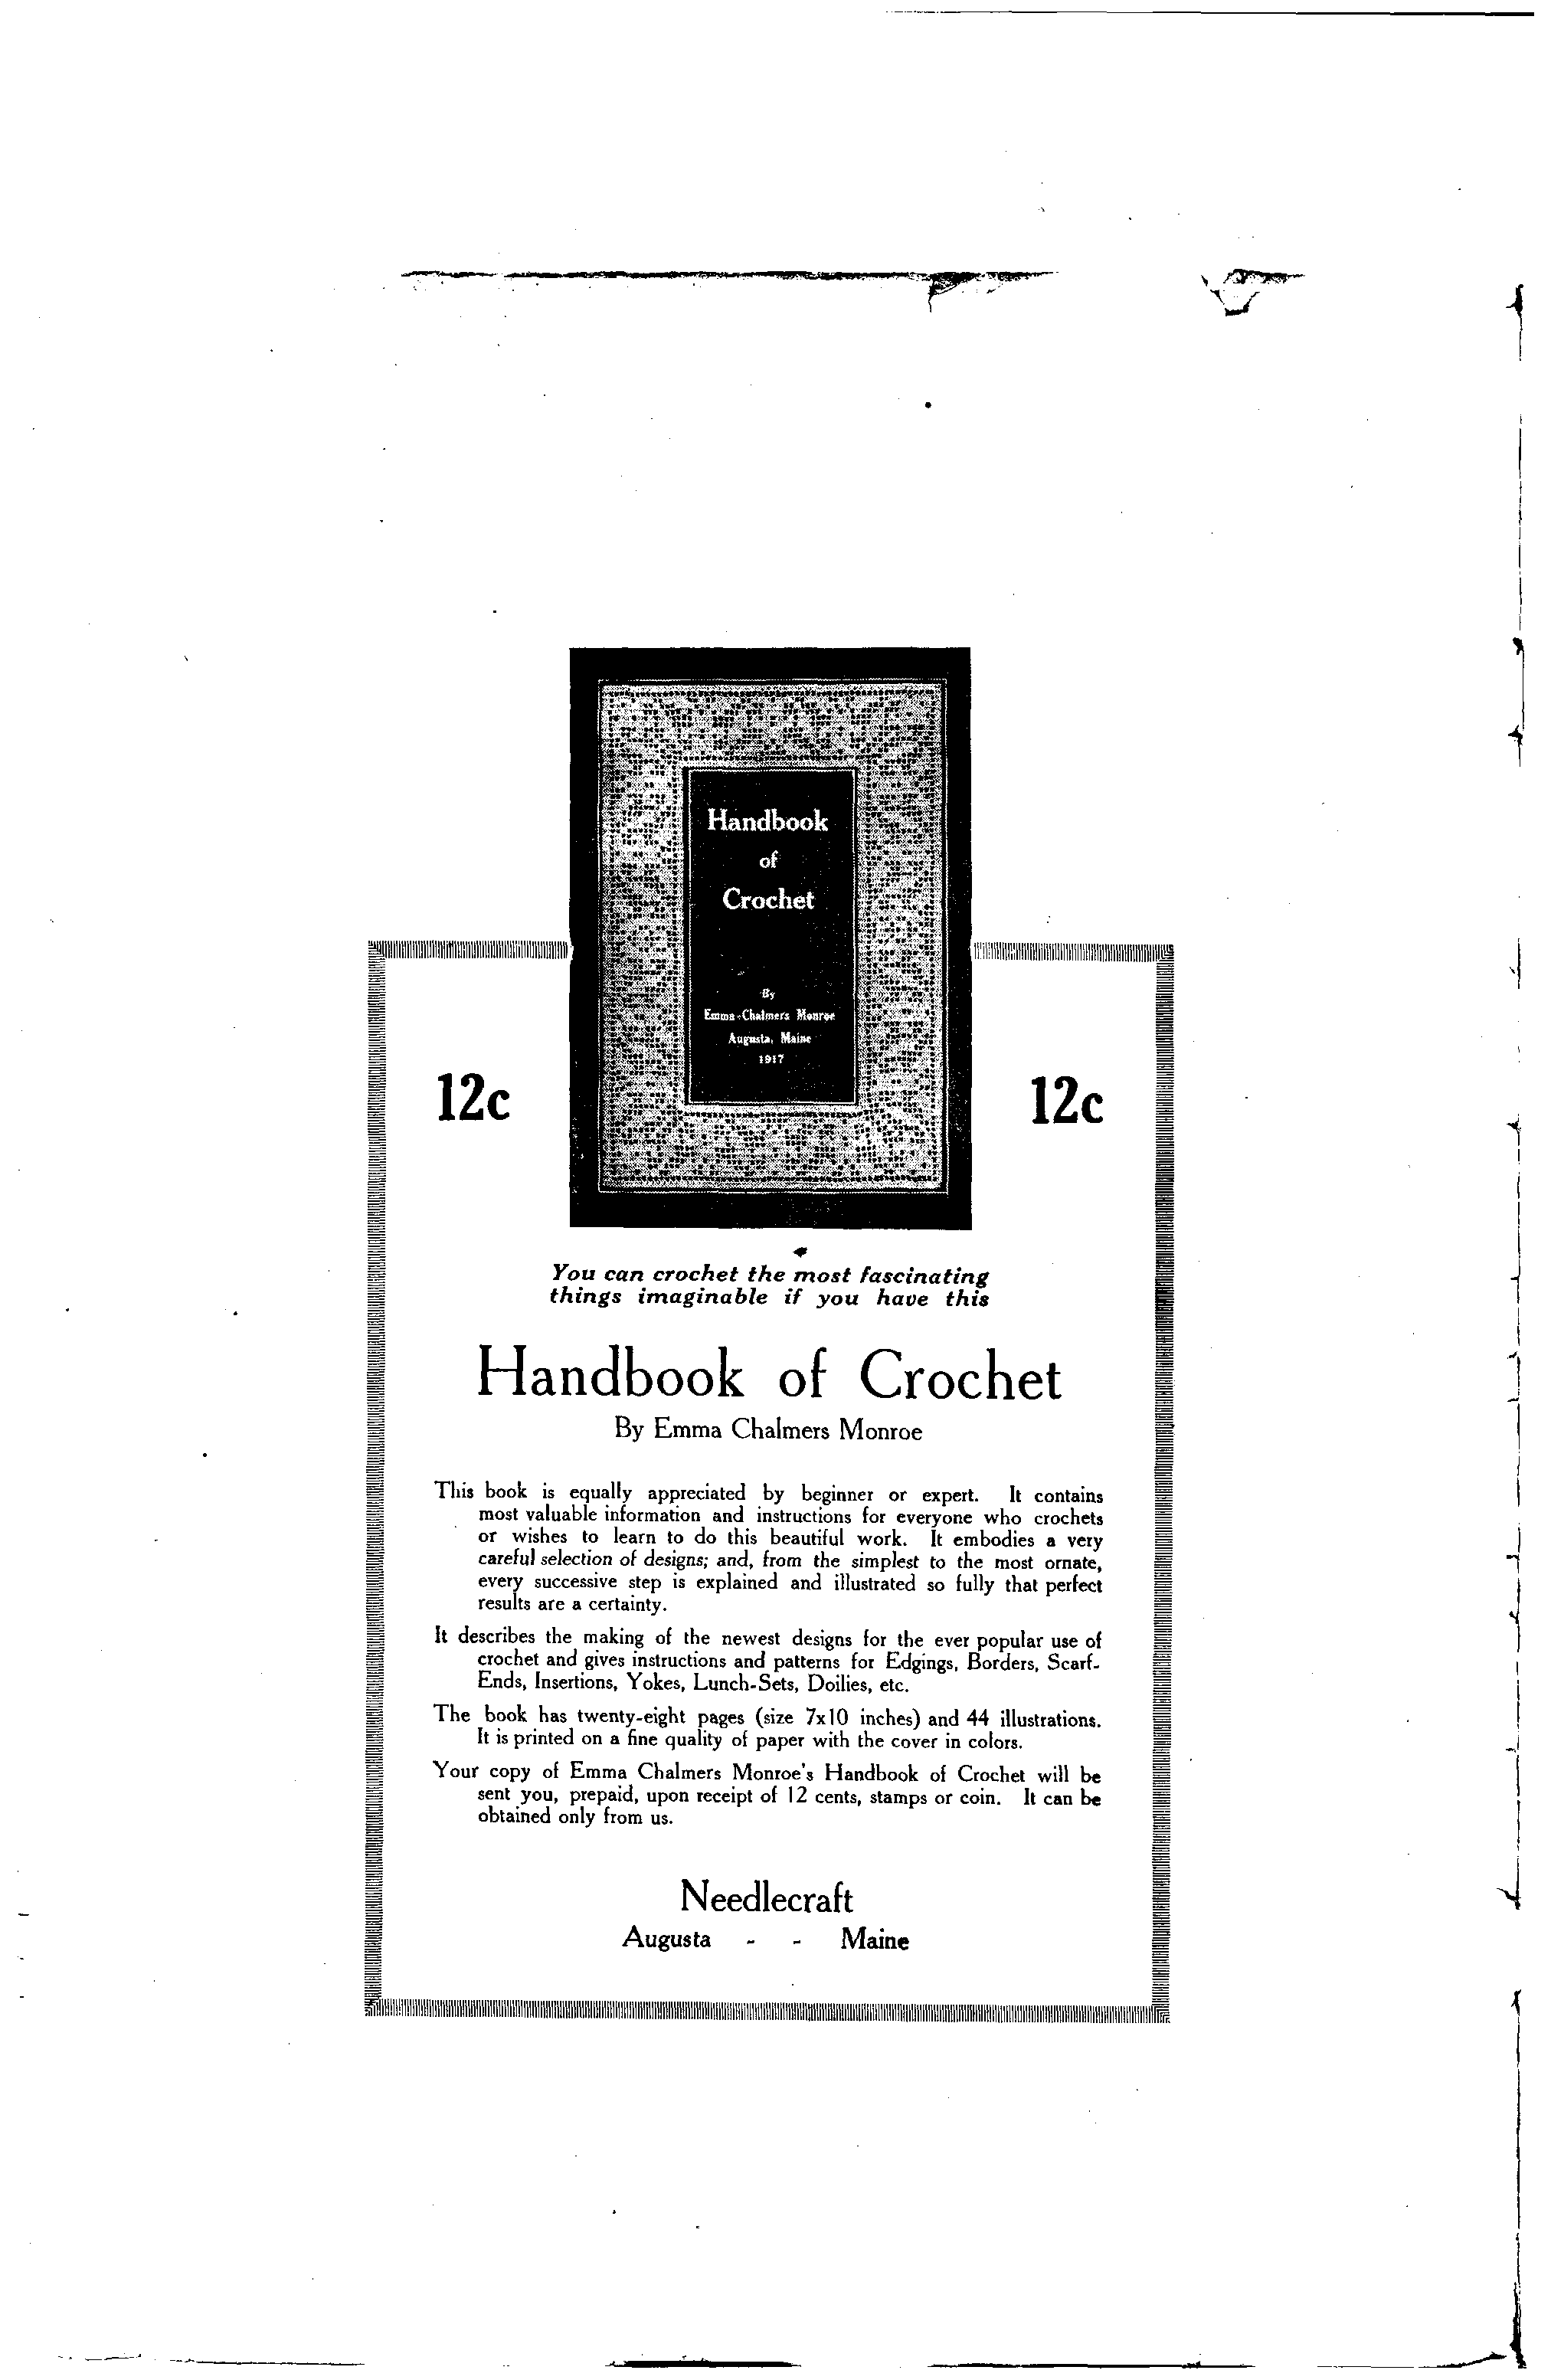 Handbook
of
Crochet
By
Emma Chalmers Monroe
Augusta, Maine
1917
12c
12c
You can crochet the most fascinating
things imaginable if you have this
Handbook of Crochet
By Emma Chalmers Monroe
This book is equally appreciated by beginner or expert. It contains
most valuable information and instructions for everyone who crochets
or wishes to learn to do this beautiful work. It embodies a very
careful selection of designs; and, from the simplest to the most ornate,
every successive step is explained and illustrated so fully that perfect
results are a certainty.
It describes the making of the newest designs for the ever popular use of
crochet and gives instructions and patterns for Edgings, Borders, Scarf-
Ends, Insertions, Yokes, Lunch-Sets, Doilies, etc.
The book has twenty-eight pages (size 7x10 inches) and 44 illustrations.
It is printed on a fine quality of paper with the cover in colors.
Your copy of Emma Chalmers Monroe's Handbook of Crochet will be
sent you, prepaid, upon receipt of 12 cents, stamps or coin. It can be
obtained only from us.
Needlecraft
Augusta - - Maine